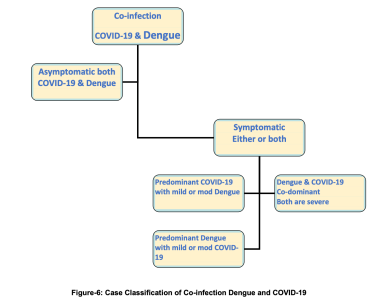 Co-infection
COVID-19 & Dengue
Asymptomatic both
COVID-19 & Dengue
Symptomatic
Either or both
Predominant COVID-19
with mild or mod Dengue
Dengue & COVID-19
Co-dominant
Both are severe
Predominant Dengue
with mild or mod COVID-
19
Figure-6: Case Classification of Co-infection Dengue and COVID-19